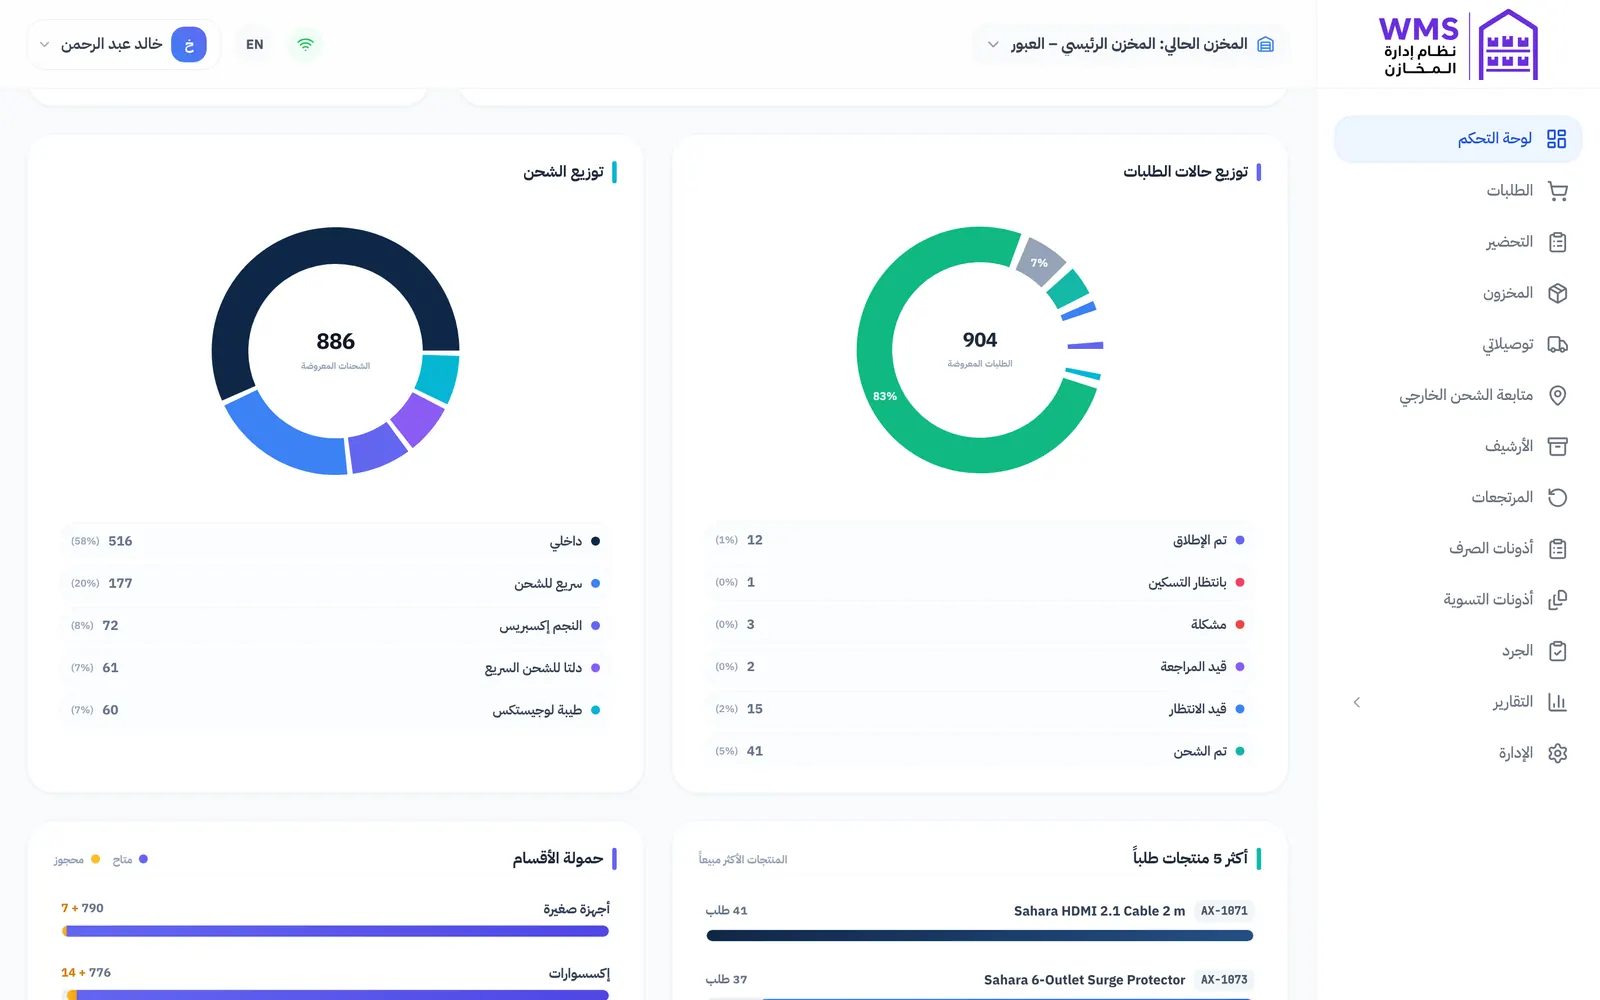 WMS
نظام إدارة
المخازن
المخزن الحالي: المخزن الرئيسي – العبور
EN
خ
خالد عبد الرحمن
لوحة التحكم
الطلبات
التحضير
المخزون
توصيلاتي
متابعة الشحن الخارجي
الأرشيف
المرتجعات
أذونات الصرف
أذونات التسوية
الجرد
التقارير
الإدارة
توزيع حالات الطلبات
7%
83%
904
الطلبات المعروضة
تم الإطلاق 12 (1%)
بانتظار التسكين 1 (0%)
مشكلة 3 (0%)
قيد المراجعة 2 (0%)
قيد الانتظار 15 (2%)
تم الشحن 41 (5%)
توزيع الشحن
886
الشحنات المعروضة
داخلي 516 (58%)
سريع للشحن 177 (20%)
النجم إكسبريس 72 (8%)
دلتا للشحن السريع 61 (7%)
طيبة لوجيستكس 60 (7%)
أكثر 5 منتجات طلباً
المنتجات الأكثر مبيعاً
AX-1071 Sahara HDMI 2.1 Cable 2 m
41 طلب
AX-1073 Sahara 6-Outlet Surge Protector
37 طلب
حمولة الأقسام
متاح
محجوز
أجهزة صغيرة
790 + 7
إكسسوارات
776 + 14